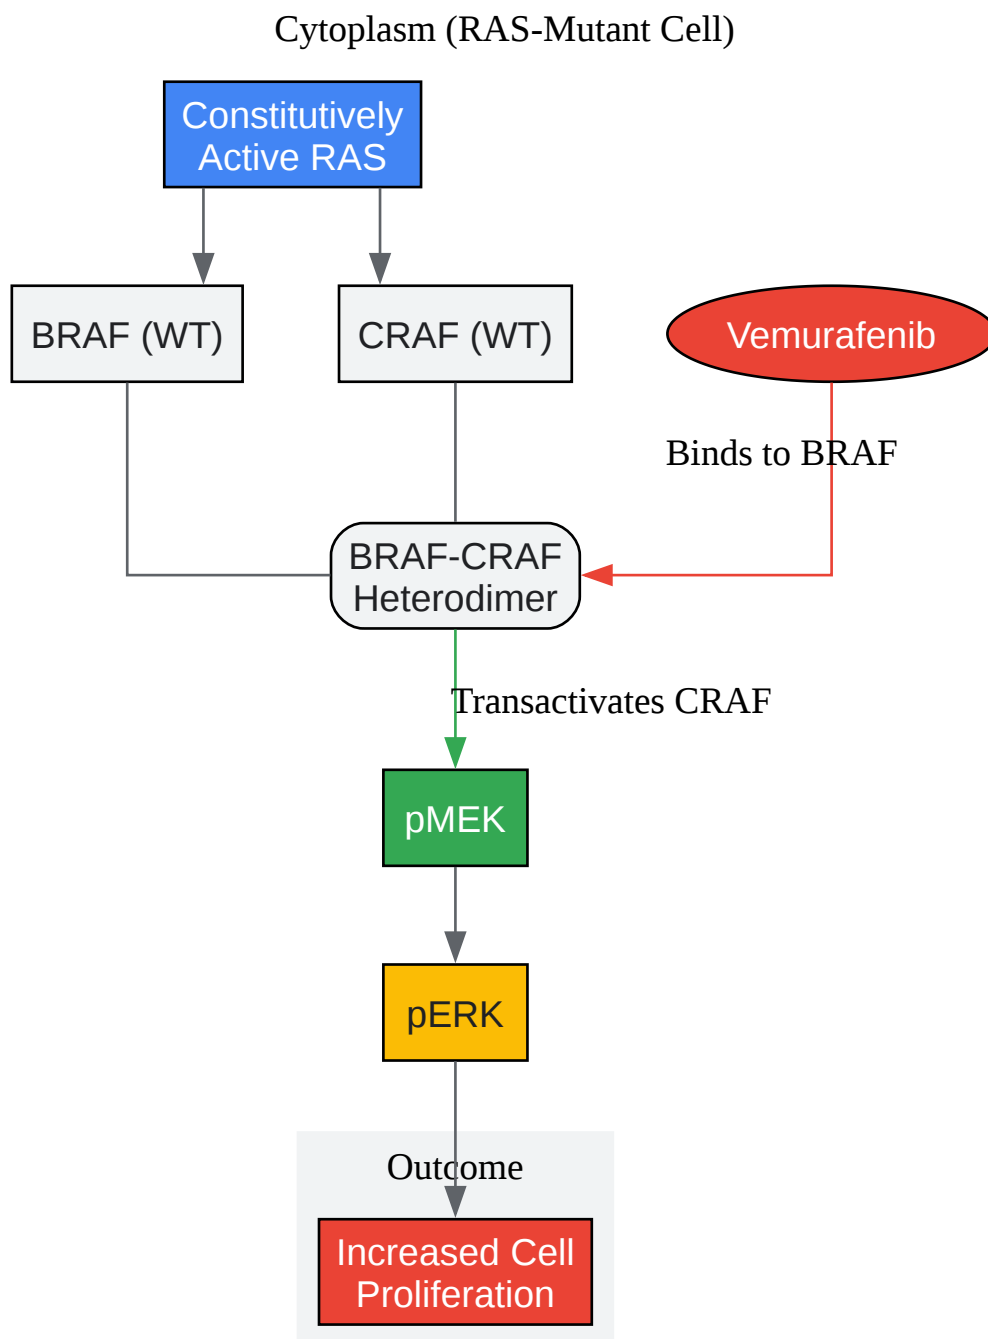 Cytoplasm (RAS-Mutant Cell)
Constitutively
Active RAS
BRAF (WT)
CRAF (WT)
Vemurafenib
Binds to BRAF
BRAF-CRAF
Heterodimer
Transactivates CRAF
pMEK
pERK
Outcome
Increased Cell
Proliferation